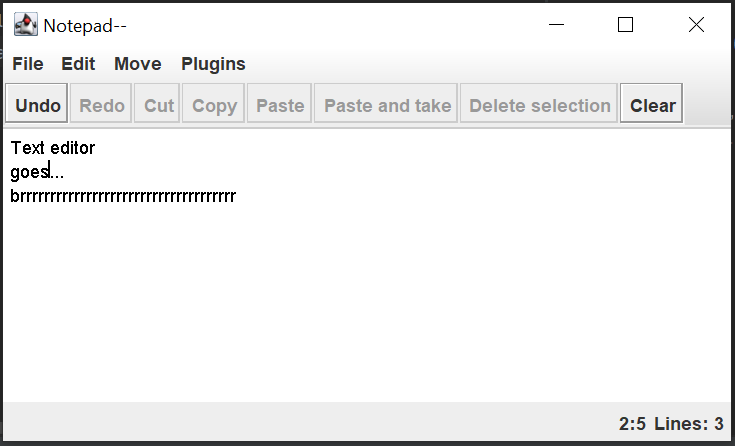 Notepad--
File Edit Move Plugins
Undo Redo Cut Copy Paste Paste and take Delete selection Clear
Text editor
goes...
brrrrrrrrrrrrrrrrrrrrrrrrrrrrrrrrrrrr
2:5 Lines: 3